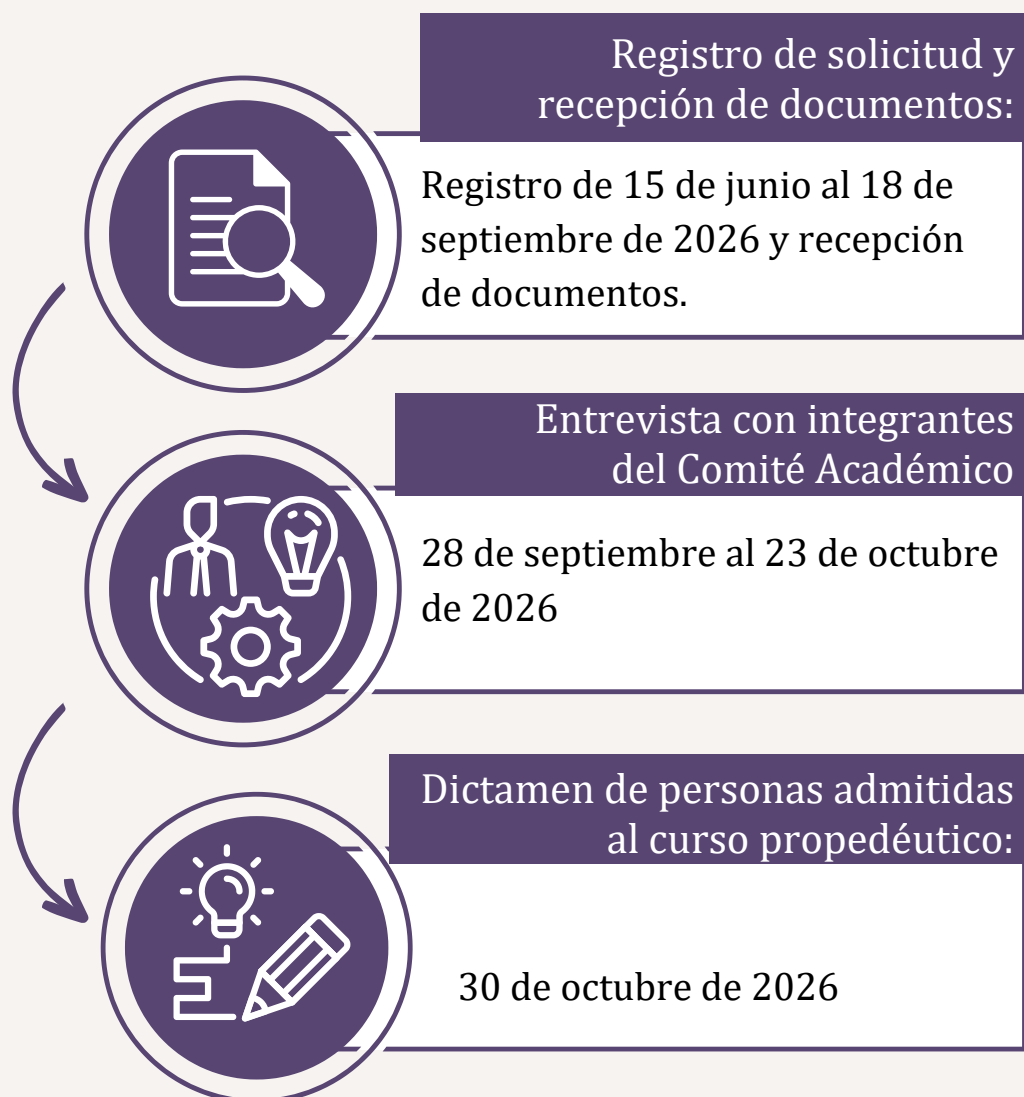 Registro de solicitud y
recepción de documentos:
Registro de 15 de junio al 18 de
septiembre de 2026 y recepción
de documentos.
Entrevista con integrantes
del Comité Académico
28 de septiembre al 23 de octubre
de 2026
Dictamen de personas admitidas
al curso propedéutico:
30 de octubre de 2026